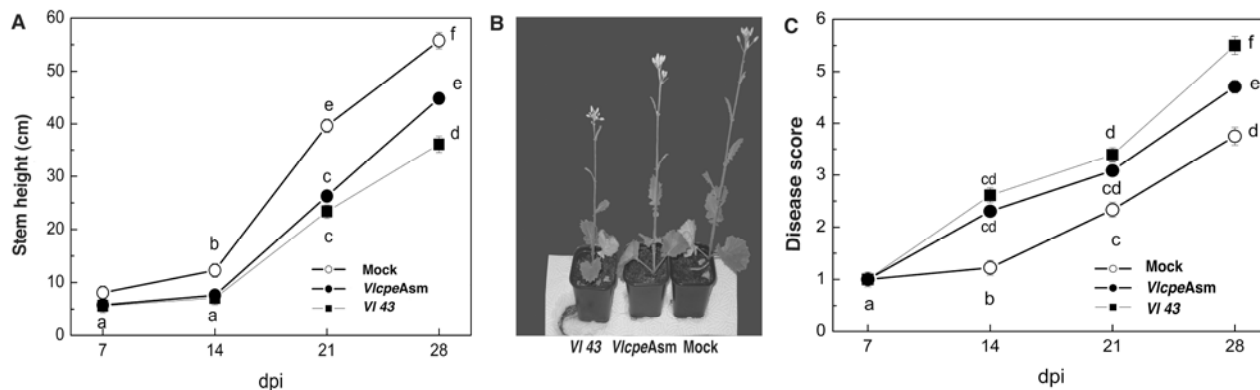 A
Stem height (cm)
60
50
40
30
20
10
0
7 14 21 28
dpi
a
a
b
c
c
e
d
e
f
Mock
VlcpeAsm
Vl 43
B
Vl 43 VlcpeAsm Mock
C
Disease score
6
5
4
3
2
1
0
7 14 21 28
dpi
a
b
cd
cd
d
cd
c
f
e
d
Mock
VlcpeAsm
Vl 43